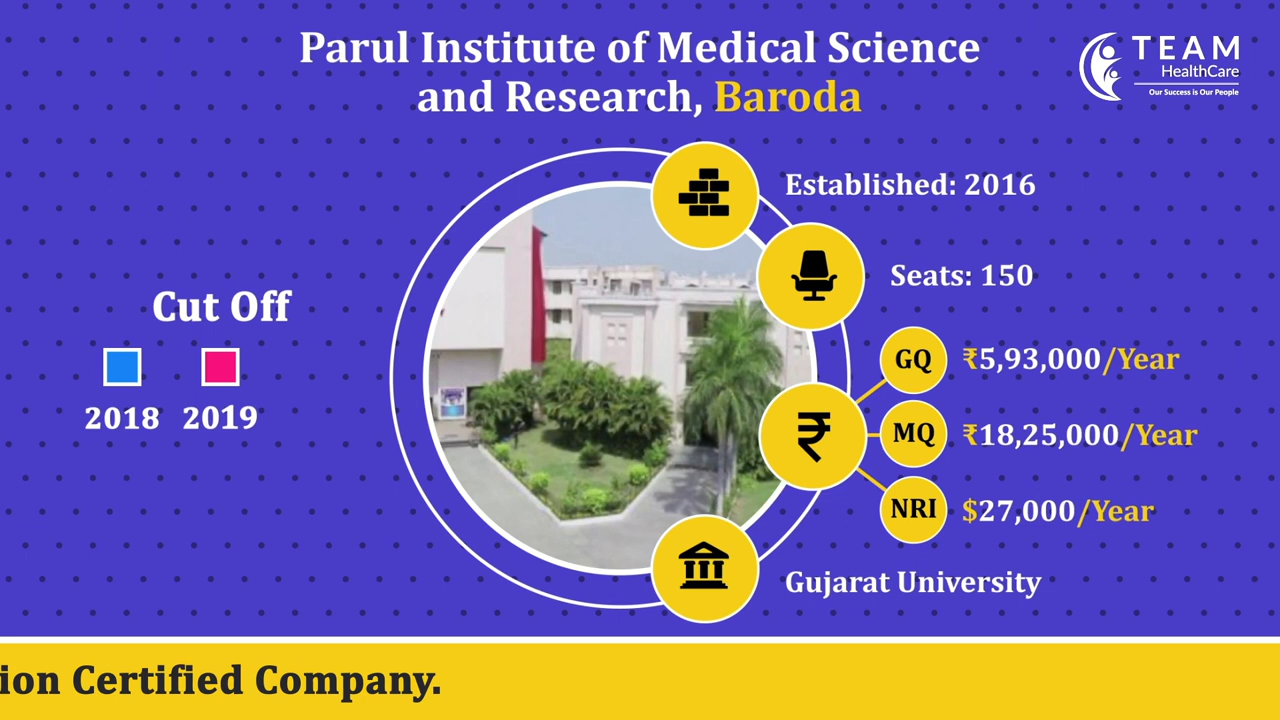 Parul Institute of Medical Science
and Research, Baroda
TEAM
HealthCare
Our Success is Our People
Established: 2016
Seats: 150
Cut Off
2018 2019
GQ ₹5,93,000/Year
MQ ₹18,25,000/Year
NRI $27,000/Year
₹
Gujarat University
ion Certified Company.